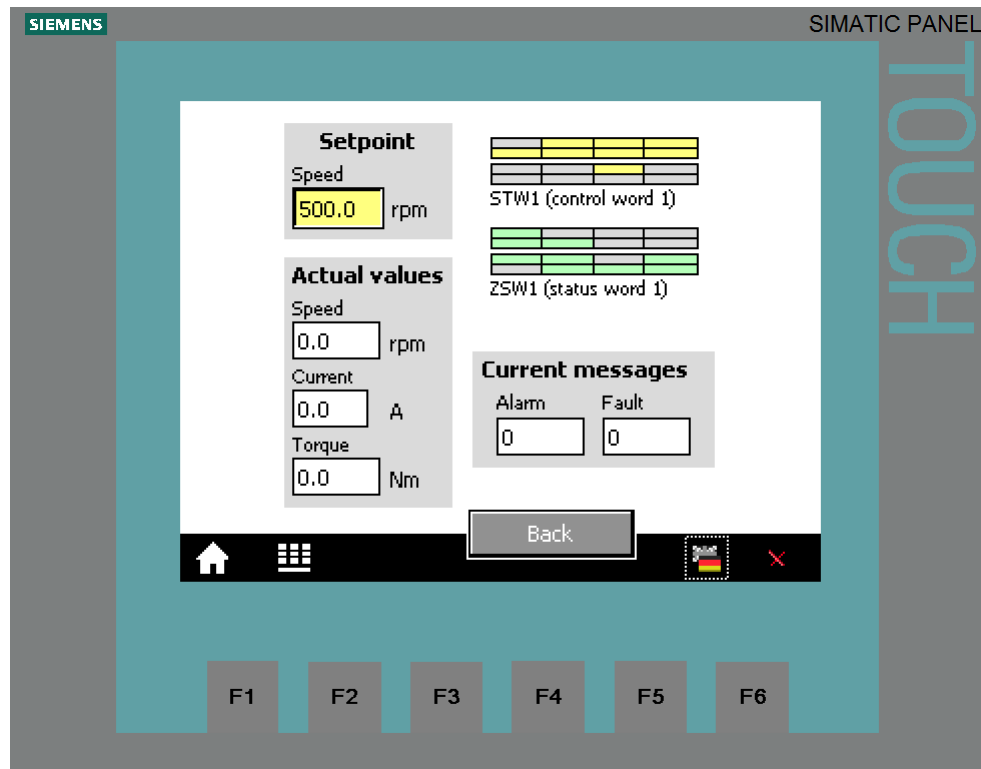 SIEMENS
SIMATIC PANEL
TOUCH
Setpoint
Speed
500.0 rpm
Actual values
Speed
0.0 rpm
Current
0.0 A
Torque
0.0 Nm
STW1 (control word 1)
ZSW1 (status word 1)
Current messages
Alarm Fault
0 0
Back
F1 F2 F3 F4 F5 F6